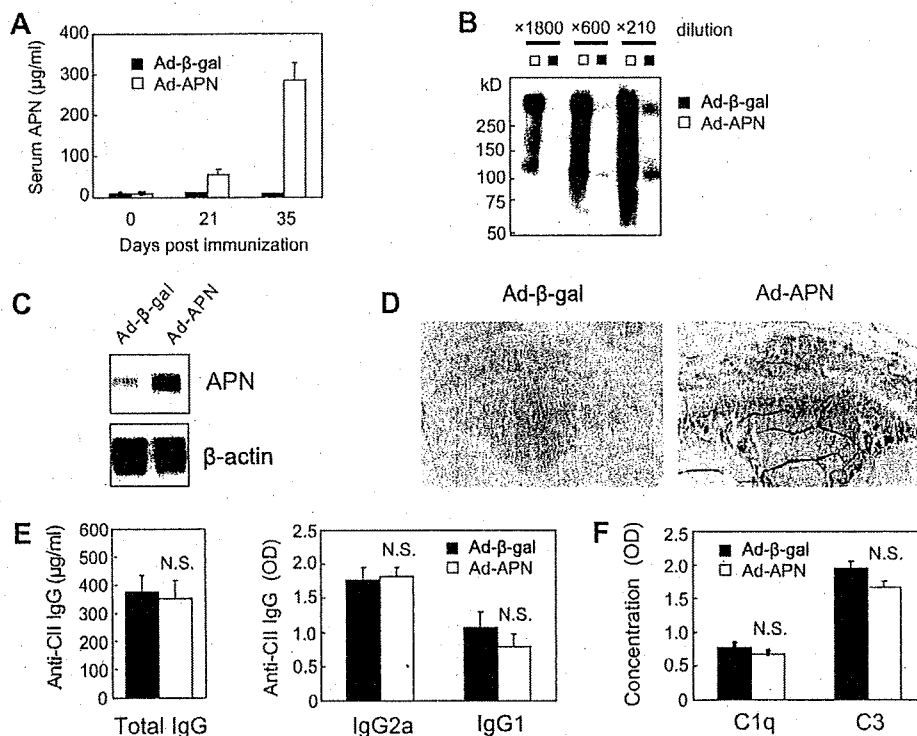 A
Serum APN (µg/ml)
400
300
200
100
0
Ad-β-gal
Ad-APN
0 21 35
Days post immunization
B
×1800 ×600 ×210 dilution
kD
250
150
100
75
50
Ad-β-gal
Ad-APN
C
Ad-β-gal
Ad-APN
APN
β-actin
D
Ad-β-gal
Ad-APN
E
Anti-CII IgG (µg/ml)
600
500
400
300
200
100
0
N.S.
Total IgG
Anti-CII IgG (OD)
2.5
2.0
1.5
1.0
0.5
0
N.S.
Ad-β-gal
Ad-APN
N.S.
IgG2a IgG1
F
Concentration (OD)
2.5
2.0
1.5
1.0
0.5
0
Ad-β-gal
Ad-APN
N.S.
N.S.
C1q C3